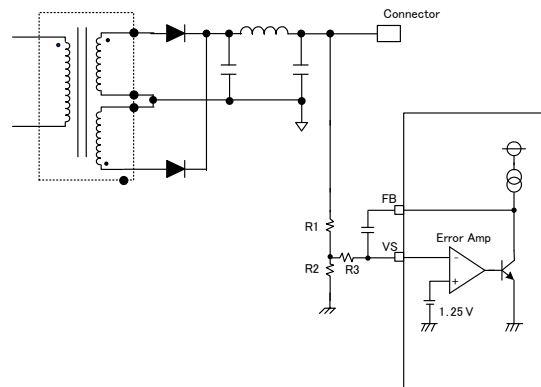 Connector
FB
R1
VS
Error Amp
R2
R3
-
+
1.25 V